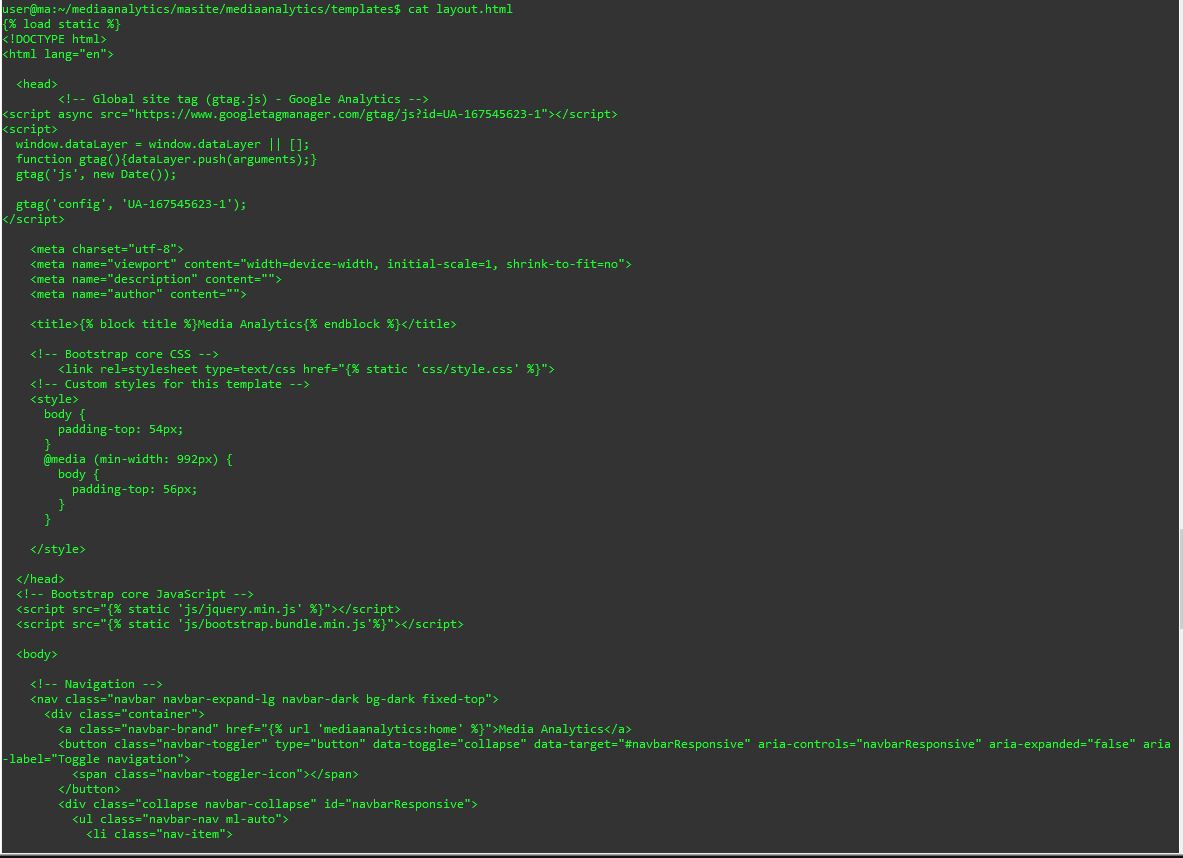 user@ma:~/mediaanalytics/masite/mediaanalytics/templates$ cat layout.html
{% load static %}
<!DOCTYPE html>
<html lang="en">
<head>
<!-- Global site tag (gtag.js) - Google Analytics -->
<script async src="https://www.googletagmanager.com/gtag/js?id=UA-167545623-1"></script>
<script>
window.dataLayer = window.dataLayer || [];
function gtag(){dataLayer.push(arguments);}
gtag('js', new Date());
gtag('config', 'UA-167545623-1');
</script>
<meta charset="utf-8">
<meta name="viewport" content="width=device-width, initial-scale=1, shrink-to-fit=no">
<meta name="description" content="">
<meta name="author" content="">
<title>{% block title %}Media Analytics{% endblock %}</title>
<!-- Bootstrap core CSS -->
<link rel=stylesheet type=text/css href="{% static 'css/style.css' %}">
<!-- Custom styles for this template -->
<style>
body {
padding-top: 54px;
}
@media (min-width: 992px) {
body {
padding-top: 56px;
}
}
</style>
</head>
<!-- Bootstrap core JavaScript -->
<script src="{% static 'js/jquery.min.js' %}"></script>
<script src="{% static 'js/bootstrap.bundle.min.js'%}"></script>
<body>
<!-- Navigation -->
<nav class="navbar navbar-expand-lg navbar-dark bg-dark fixed-top">
<div class="container">
<a class="navbar-brand" href="{% url 'mediaanalytics:home' %}">Media Analytics</a>
<button class="navbar-toggler" type="button" data-toggle="collapse" data-target="#navbarResponsive" aria-controls="navbarResponsive" aria-expanded="false" aria
-label="Toggle navigation">
<span class="navbar-toggler-icon"></span>
</button>
<div class="collapse navbar-collapse" id="navbarResponsive">
<ul class="navbar-nav ml-auto">
<li class="nav-item">